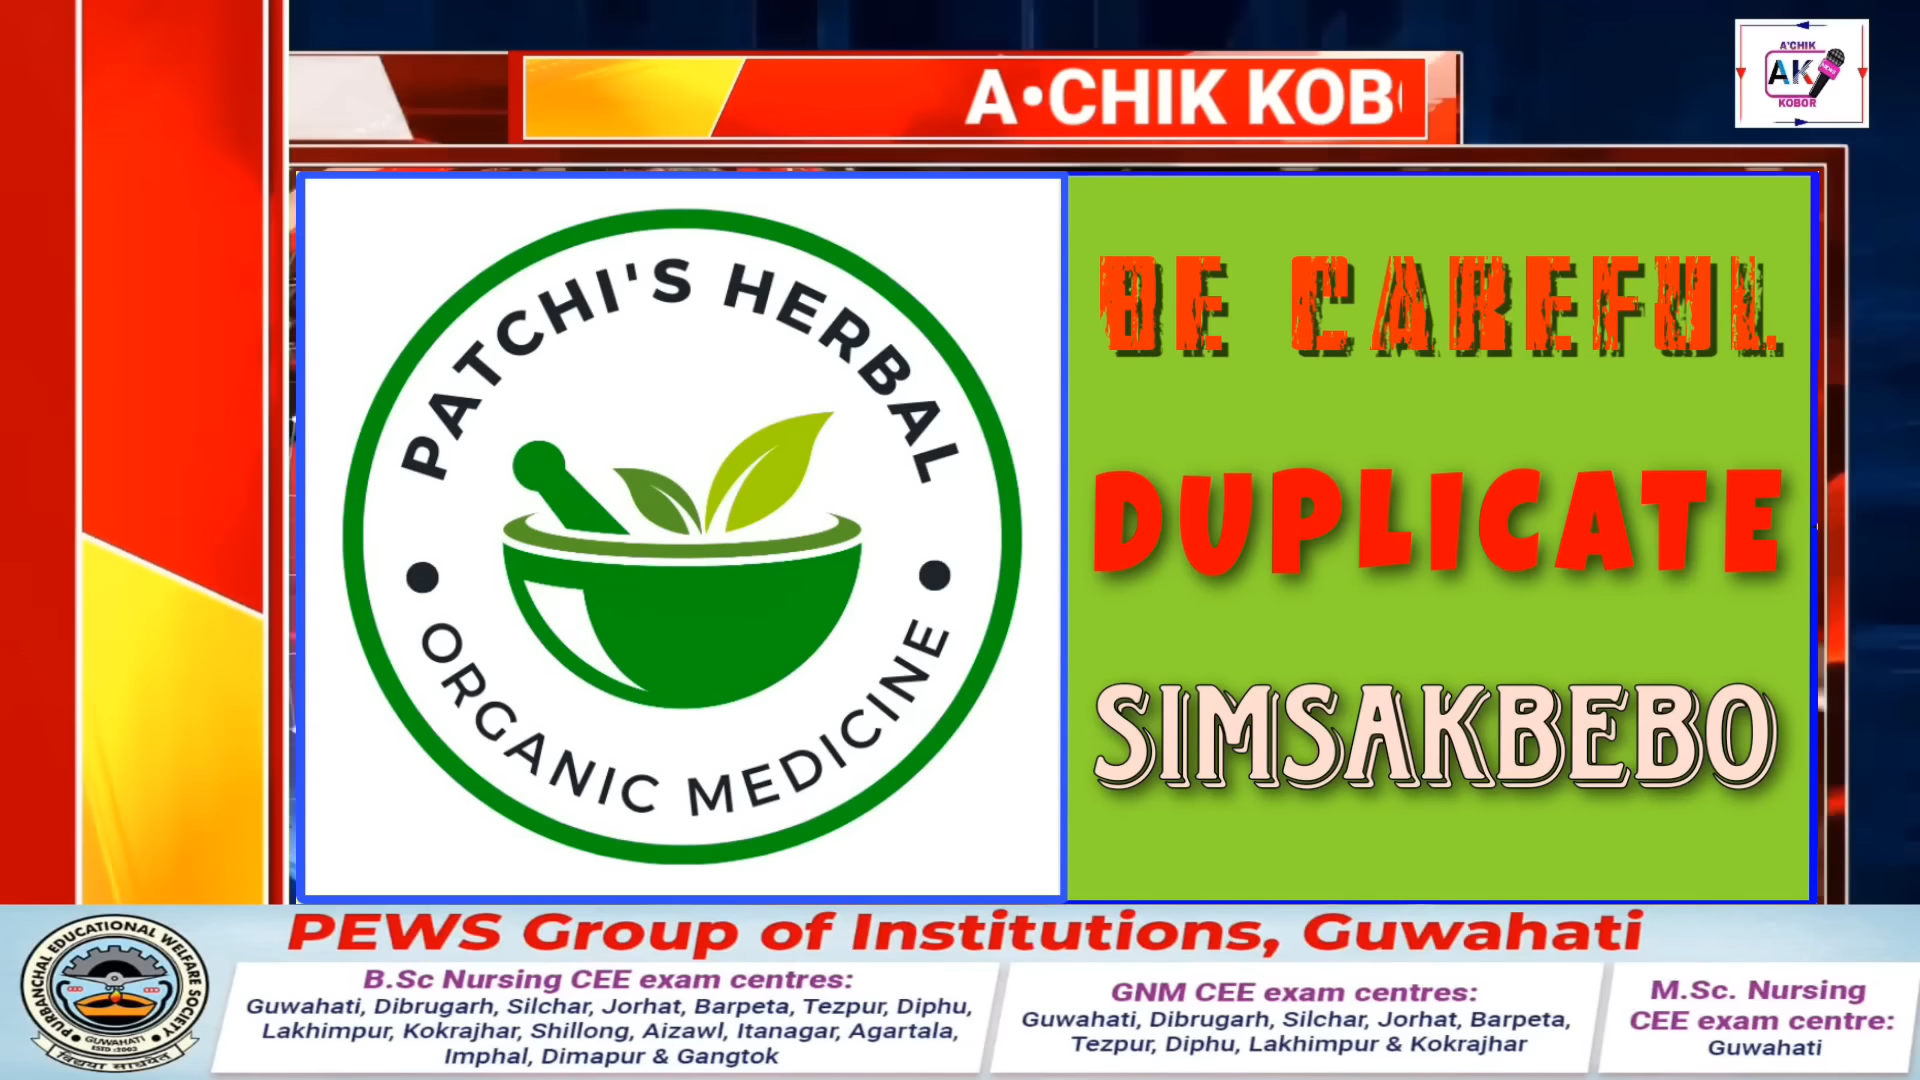 A•CHIK KOB
A'CHIK
AK
KOBOR
PATCHI'S HERBAL
• ORGANIC MEDICINE •
BE CAREFUL
DUPLICATE
SIMSAKBEBO
PEWS Group of Institutions, Guwahati
PURBANCHAL EDUCATIONAL WELFARE SOCIETY
• GUWAHATI •
ESTD :2003
B.Sc Nursing CEE exam centres:
Guwahati, Dibrugarh, Silchar, Jorhat, Barpeta, Tezpur, Diphu,
Lakhimpur, Kokrajhar, Shillong, Aizawl, Itanagar, Agartala,
Imphal, Dimapur & Gangtok
GNM CEE exam centres:
Guwahati, Dibrugarh, Silchar, Jorhat, Barpeta,
Tezpur, Diphu, Lakhimpur & Kokrajhar
M.Sc. Nursing
CEE exam centre:
Guwahati